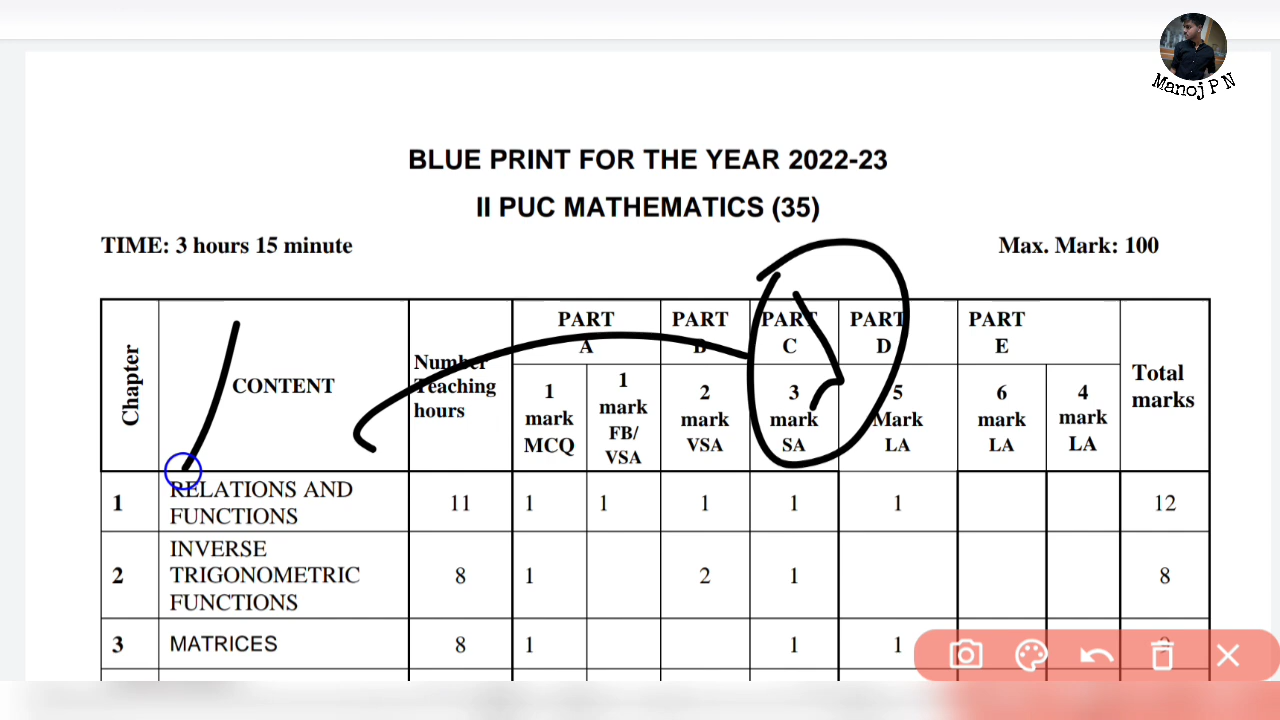 Manoj P N
BLUE PRINT FOR THE YEAR 2022-23
II PUC MATHEMATICS (35)
TIME: 3 hours 15 minute
Max. Mark: 100
Chapter
CONTENT
Number
Teaching
hours
PART
A
PART
B
PART
C
PART
D
PART
E
Total
marks
1
mark
MCQ
1
mark
FB/
VSA
2
mark
VSA
3
mark
SA
5
Mark
LA
6
mark
LA
4
mark
LA
1 RELATIONS AND FUNCTIONS 11 1 1 1 1 1 12
2 INVERSE TRIGONOMETRIC FUNCTIONS 8 1 2 1 8
3 MATRICES 8 1 1 1